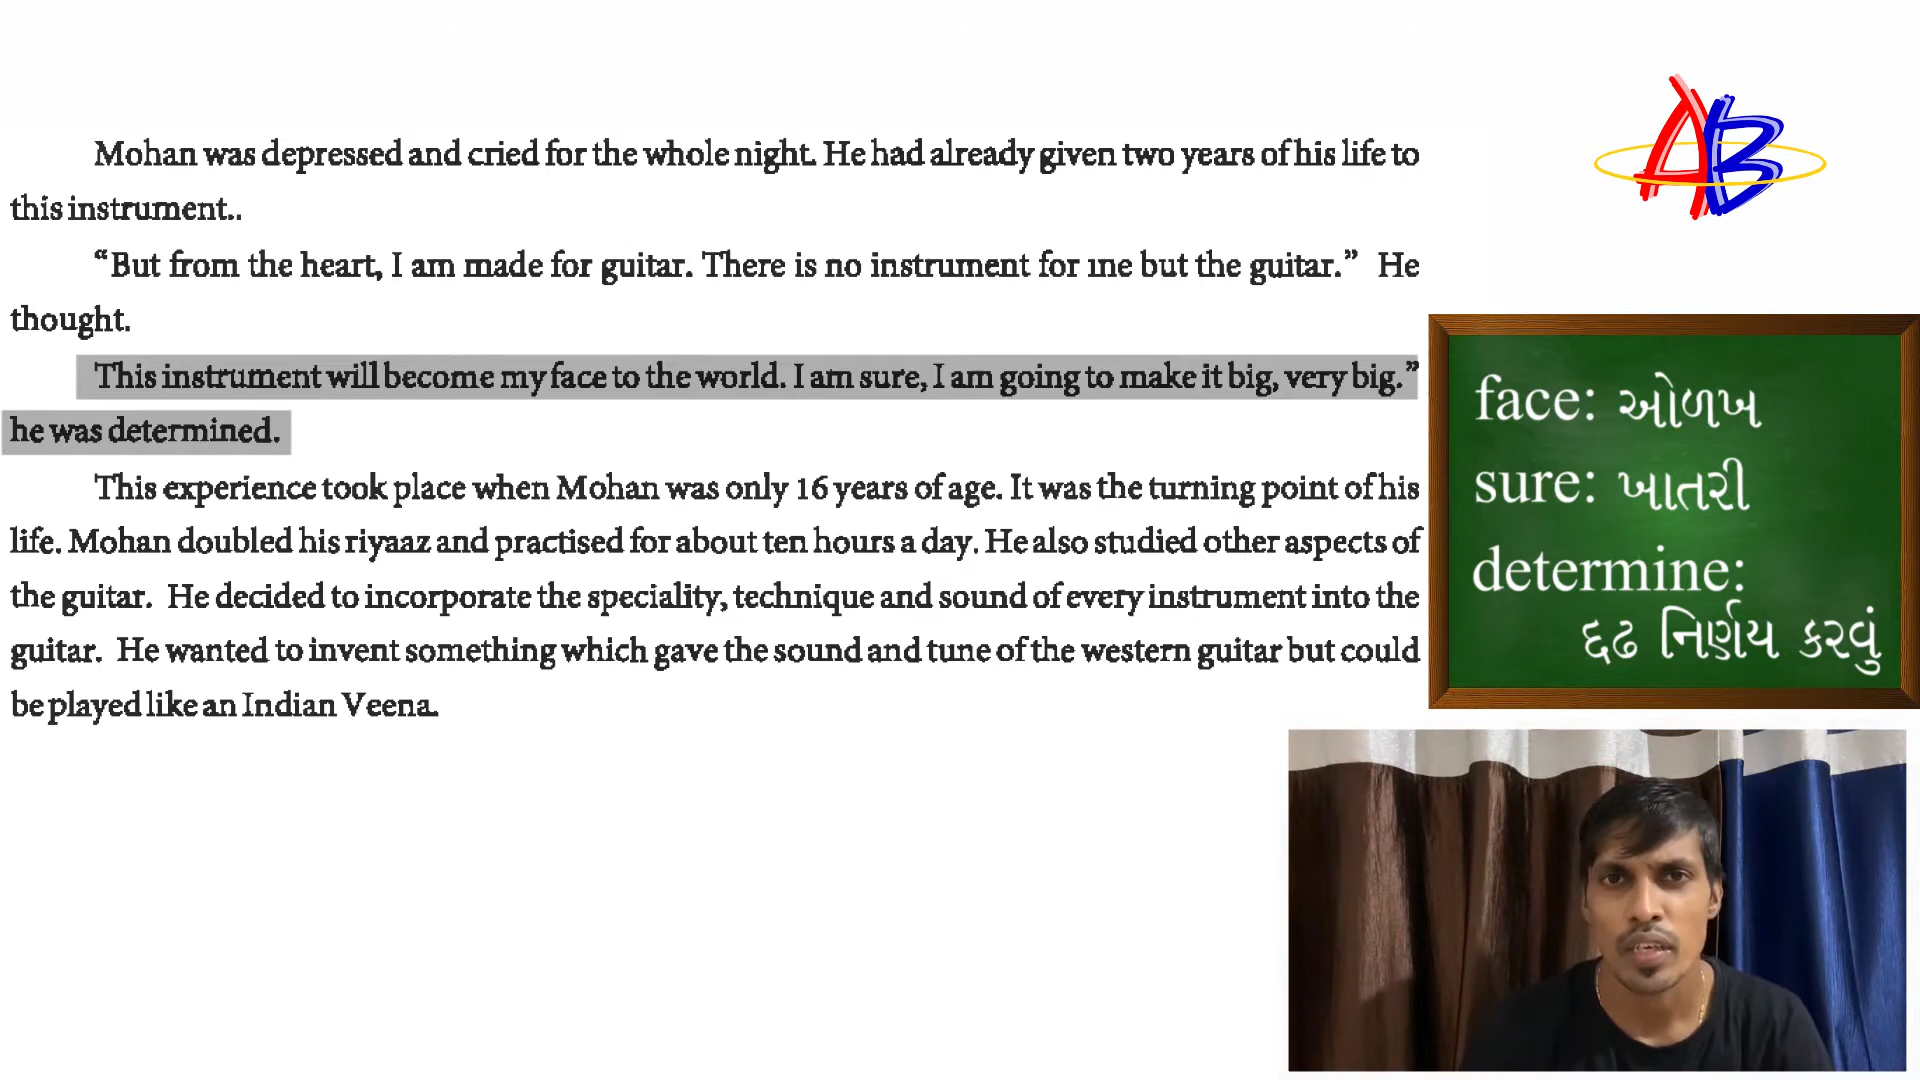 Mohan was depressed and cried for the whole night. He had already given two years of his life to
this instrument..
“But from the heart, I am made for guitar. There is no instrument for me but the guitar.” He
thought.
This instrument will become my face to the world. I am sure, I am going to make it big, very big.”
he was determined.
This experience took place when Mohan was only 16 years of age. It was the turning point of his
life. Mohan doubled his riyaaz and practised for about ten hours a day. He also studied other aspects of
the guitar. He decided to incorporate the speciality, technique and sound of every instrument into the
guitar. He wanted to invent something which gave the sound and tune of the western guitar but could
be played like an Indian Veena.
AB
face: ઓળખ
sure: ખાતરી
determine:
દ્દઢ નિર્ણય કરવું